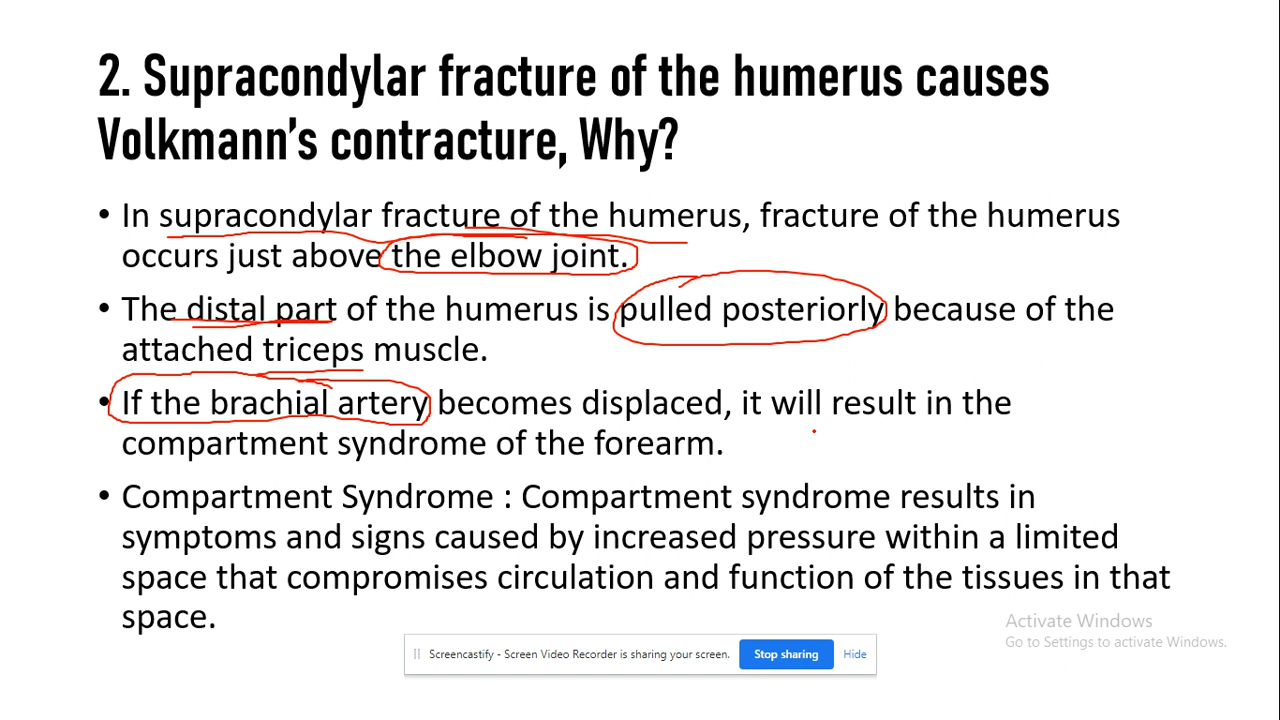 2. Supracondylar fracture of the humerus causes
Volkmann's contracture, Why?
• In supracondylar fracture of the humerus, fracture of the humerus
occurs just above the elbow joint.
• The distal part of the humerus is pulled posteriorly because of the
attached triceps muscle.
• If the brachial artery becomes displaced, it will result in the
compartment syndrome of the forearm.
• Compartment Syndrome : Compartment syndrome results in
symptoms and signs caused by increased pressure within a limited
space that compromises circulation and function of the tissues in that
space.
Activate Windows
Go to Settings to activate Windows.
Screencastify - Screen Video Recorder is sharing your screen. Stop sharing Hide